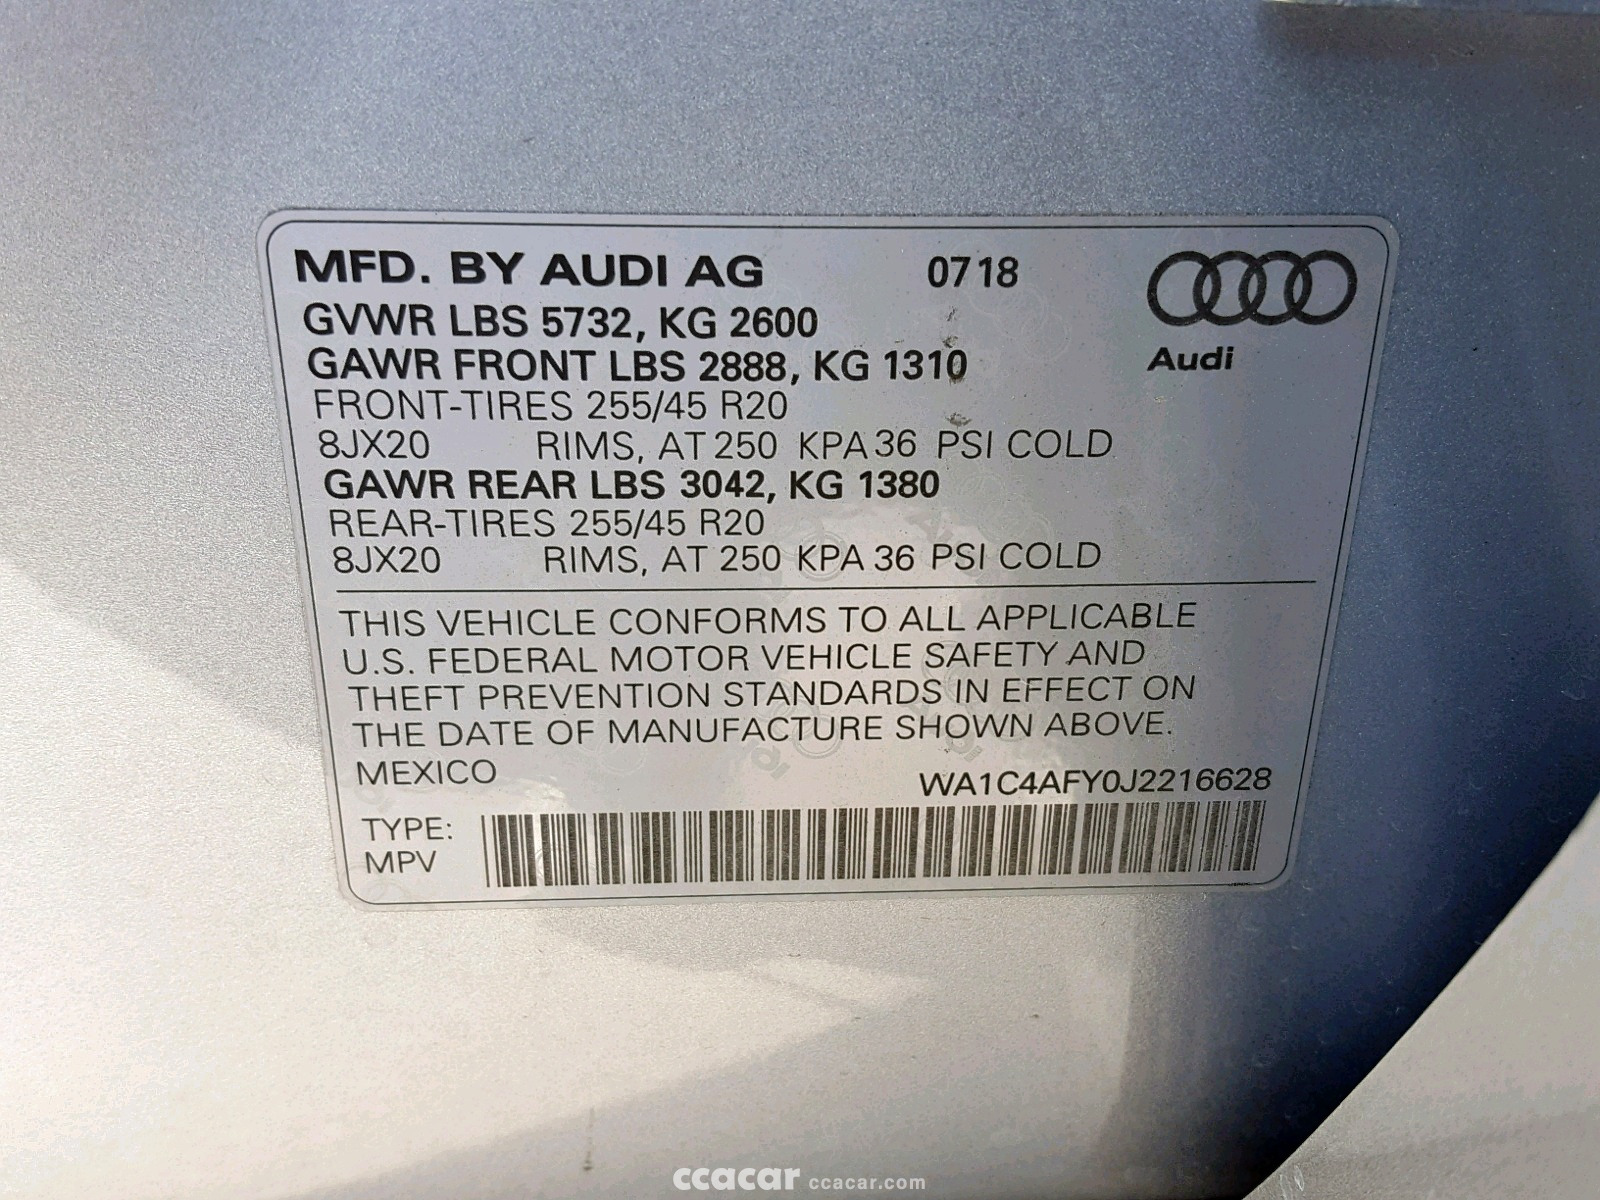 MFD. BY AUDI AG 0718
GVWR LBS 5732, KG 2600
GAWR FRONT LBS 2888, KG 1310
Audi
FRONT-TIRES 255/45 R20
8JX20 RIMS, AT 250 KPA 36 PSI COLD
GAWR REAR LBS 3042, KG 1380
REAR-TIRES 255/45 R20
8JX20 RIMS, AT 250 KPA 36 PSI COLD
THIS VEHICLE CONFORMS TO ALL APPLICABLE
U.S. FEDERAL MOTOR VEHICLE SAFETY AND
THEFT PREVENTION STANDARDS IN EFFECT ON
THE DATE OF MANUFACTURE SHOWN ABOVE.
MEXICO WA1C4AFY0J2216628
TYPE:
MPV
ccacar ccacar.com